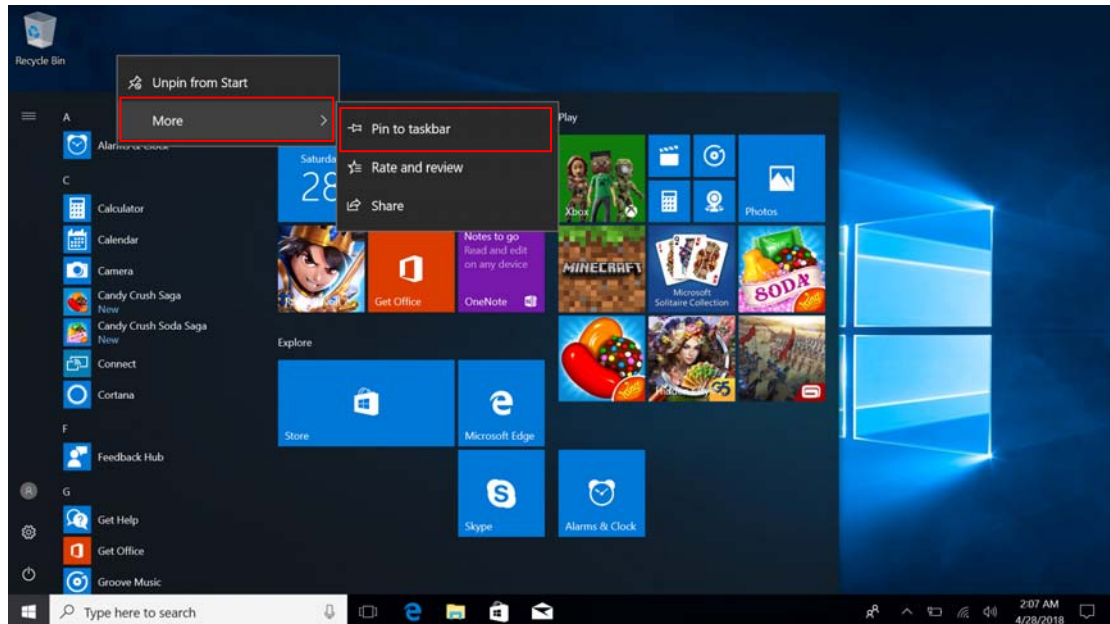 Recycle Bin
Unpin from Start
More
Pin to taskbar
Rate and review
Share
A
C
Calculator
Calendar
Camera
Candy Crush Saga
New
Candy Crush Soda Saga
New
Connect
Cortana
F
Feedback Hub
G
Get Help
Get Office
Groove Music
Saturda
28
Get Office
Notes to go
Read and edit
on any device
OneNote
Explore
Store
Microsoft Edge
Skype
Play
Xbox
Photos
MINECRAFT
Microsoft
Solitaire Collection
SODA
King
King
G5
Alarms & Clock
Type here to search
2:07 AM
4/28/2018